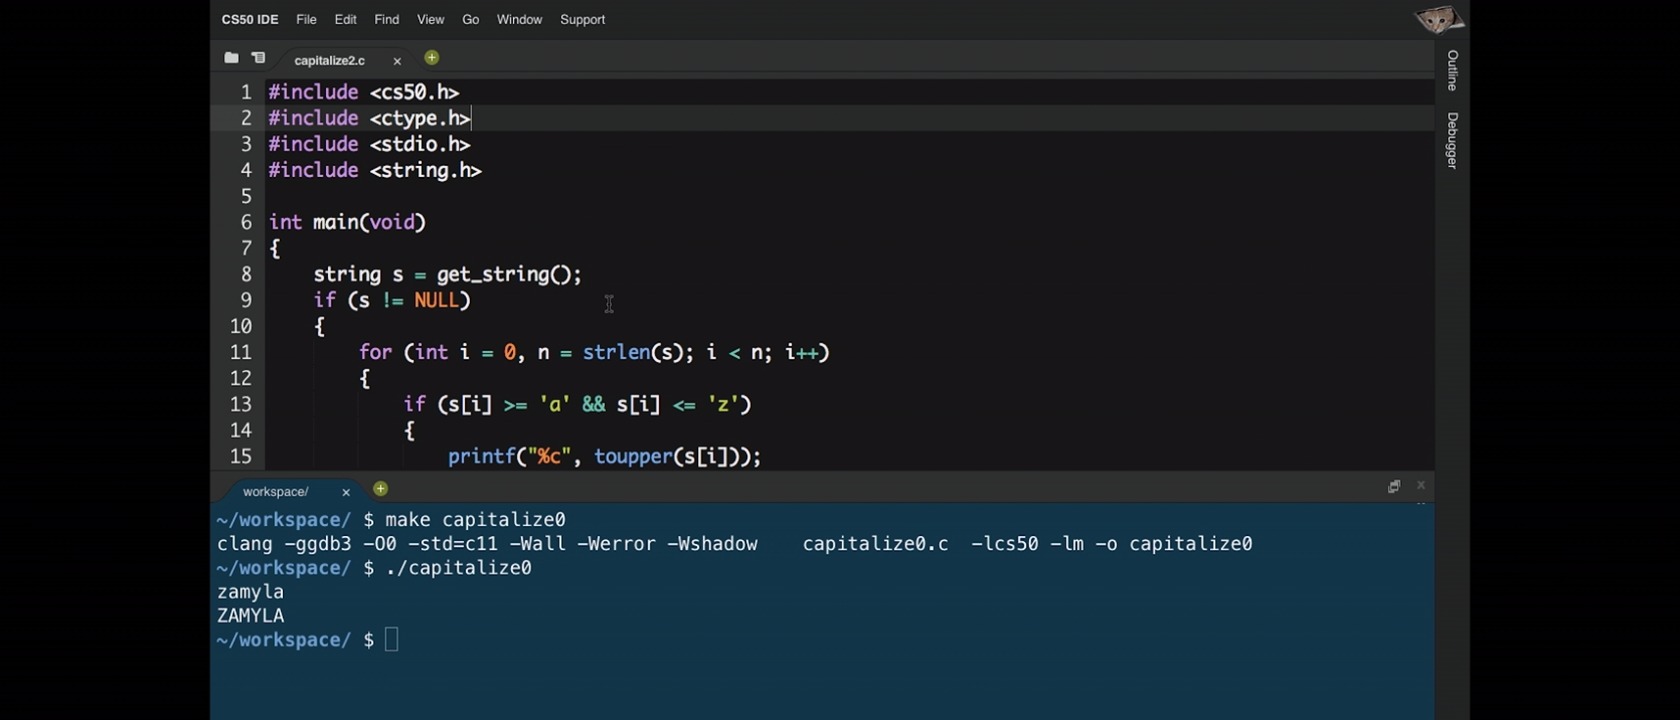 CS50 IDE File Edit Find View Go Window Support
capitalize2.c
Outline
Debugger
1 #include <cs50.h>
2 #include <ctype.h>
3 #include <stdio.h>
4 #include <string.h>
5
6 int main(void)
7 {
8 string s = get_string();
9 if (s != NULL)
10 {
11 for (int i = 0, n = strlen(s); i < n; i++)
12 {
13 if (s[i] >= 'a' && s[i] <= 'z')
14 {
15 printf("%c", toupper(s[i]));
workspace/
~/workspace/ $ make capitalize0
clang -ggdb3 -O0 -std=c11 -Wall -Werror -Wshadow capitalize0.c -lcs50 -lm -o capitalize0
~/workspace/ $ ./capitalize0
zamyla
ZAMYLA
~/workspace/ $